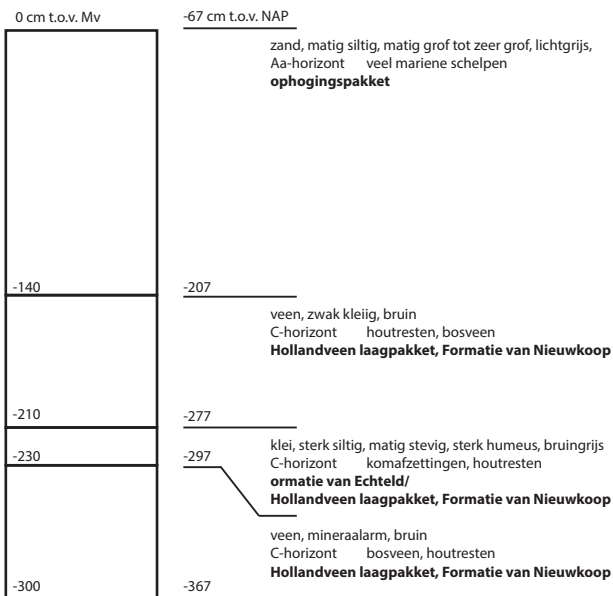 0 cm t.o.v. Mv -67 cm t.o.v. NAP
zand, matig siltig, matig grof tot zeer grof, lichtgrijs,
Aa-horizont veel mariene schelpen
ophogingspakket
-140 -207
veen, zwak kleiig, bruin
C-horizont houtresten, bosveen
Hollandveen laagpakket, Formatie van Nieuwkoop
-210 -277
klei, sterk siltig, matig stevig, sterk humeus, bruingrijs
-230 -297
C-horizont komafzettingen, houtresten
ormatie van Echteld/
Hollandveen laagpakket, Formatie van Nieuwkoop
veen, mineraalarm, bruin
C-horizont bosveen, houtresten
Hollandveen laagpakket, Formatie van Nieuwkoop
-300 -367